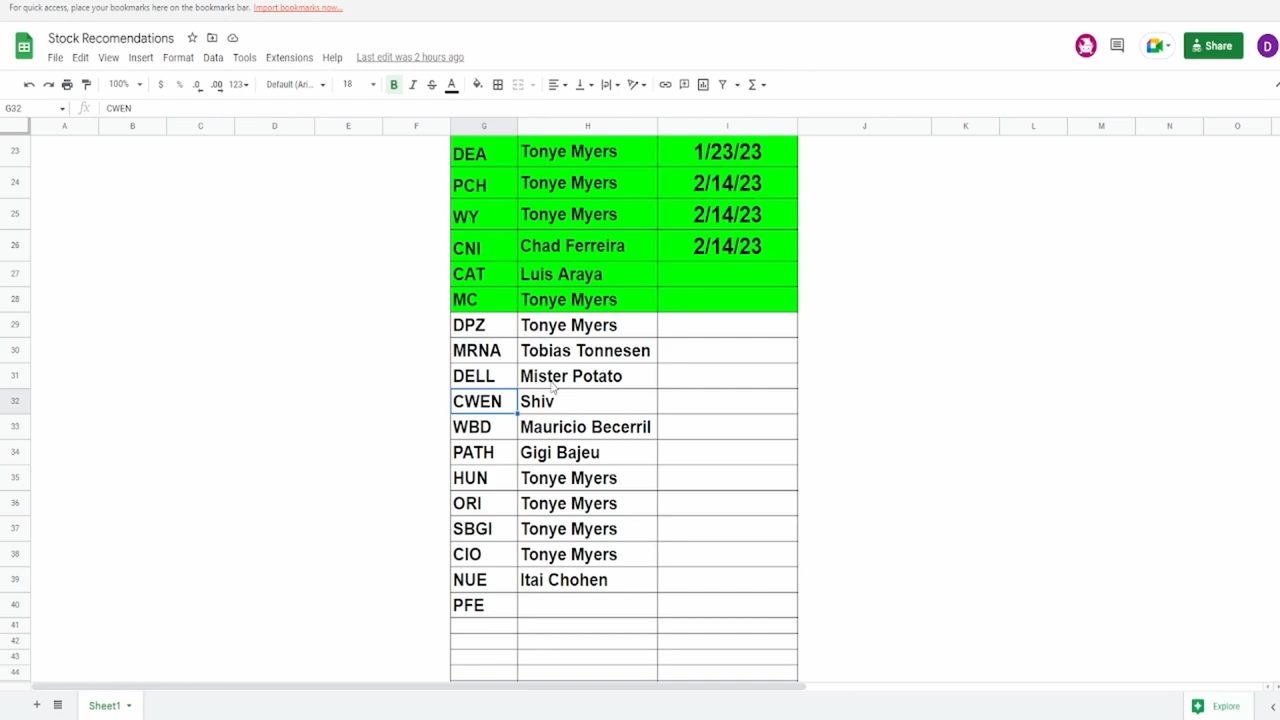 For quick access, place your bookmarks here on the bookmarks bar. Import bookmarks now...
Stock Recomendations
File Edit View Insert Format Data Tools Extensions Help Last edit was 2 hours ago
Share
D
100% $ % .0 .00 123 Default (Ari... 18 B I S A
G32 fx CWEN
A B C D E F G H I J K L M N O
23 DEA Tonye Myers 1/23/23
24 PCH Tonye Myers 2/14/23
25 WY Tonye Myers 2/14/23
26 CNI Chad Ferreira 2/14/23
27 CAT Luis Araya
28 MC Tonye Myers
29 DPZ Tonye Myers
30 MRNA Tobias Tonnesen
31 DELL Mister Potato
32 CWEN Shiv
33 WBD Mauricio Becerril
34 PATH Gigi Bajeu
35 HUN Tonye Myers
36 ORI Tonye Myers
37 SBGI Tonye Myers
38 CIO Tonye Myers
39 NUE Itai Chohen
40 PFE
41
42
43
44
Sheet1
Explore